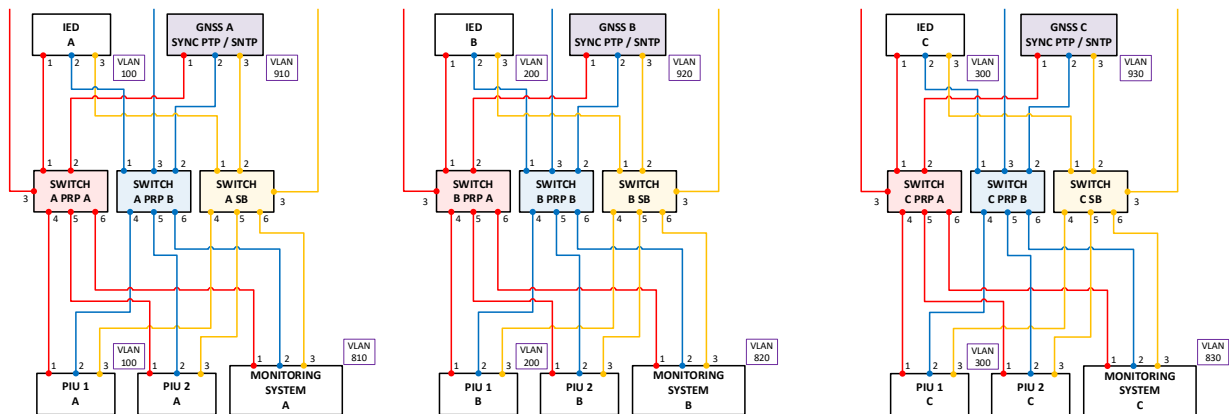 IED
A
GNSS A
SYNC PTP / SNTP
VLAN
100
VLAN
910
1 2 3
1 2 3
1 2
1 3 2
1 2
SWITCH
A PRP A
SWITCH
A PRP B
SWITCH
A SB
3
3
4 5 6
4 5 6
4 5 6
VLAN
100
VLAN
810
1 2 3
1 2 3
1 2 3
PIU 1
A
PIU 2
A
MONITORING
SYSTEM
A
IED
B
GNSS B
SYNC PTP / SNTP
VLAN
200
VLAN
920
1 2 3
1 2 3
1 2
1 3 2
1 2
SWITCH
B PRP A
SWITCH
B PRP B
SWITCH
B SB
3
3
4 5 6
4 5 6
4 5 6
VLAN
200
VLAN
820
1 2 3
1 2 3
1 2 3
PIU 1
B
PIU 2
B
MONITORING
SYSTEM
B
IED
C
GNSS C
SYNC PTP / SNTP
VLAN
300
VLAN
930
1 2 3
1 2 3
1 2
1 3 2
1 2
SWITCH
C PRP A
SWITCH
C PRP B
SWITCH
C SB
3
3
4 5 6
4 5 6
4 5 6
VLAN
300
VLAN
830
1 2 3
1 2 3
1 2 3
PIU 1
C
PIU 2
C
MONITORING
SYSTEM
C